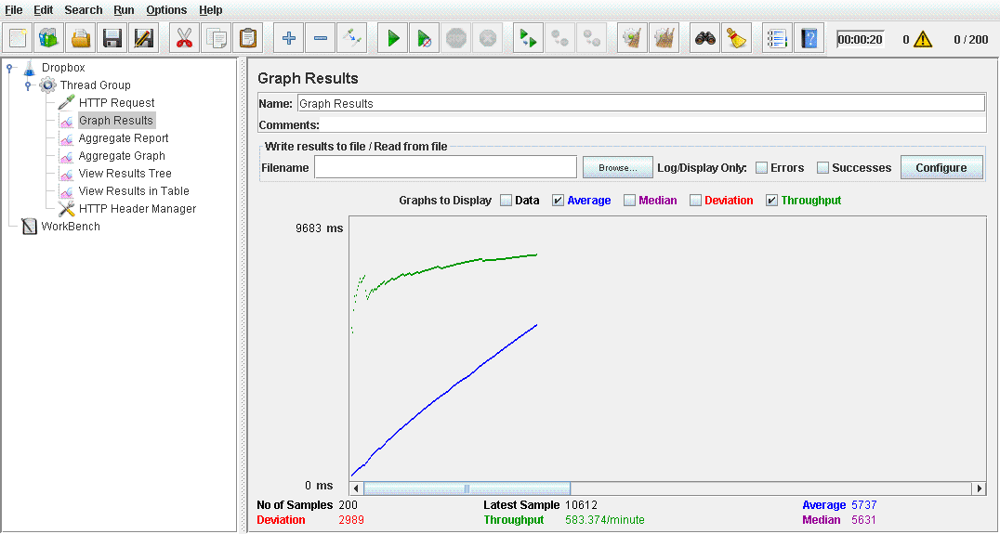 File Edit Search Run Options Help
00:00:20 0 0 / 200
Dropbox
Thread Group
HTTP Request
Graph Results
Aggregate Report
Aggregate Graph
View Results Tree
View Results in Table
HTTP Header Manager
WorkBench
Graph Results
Name: Graph Results
Comments:
Write results to file / Read from file
Filename Browse... Log/Display Only: Errors Successes Configure
Graphs to Display Data Average Median Deviation Throughput
9683 ms
0 ms
No of Samples 200 Latest Sample 10612 Average 5737
Deviation 2989 Throughput 583.374/minute Median 5631